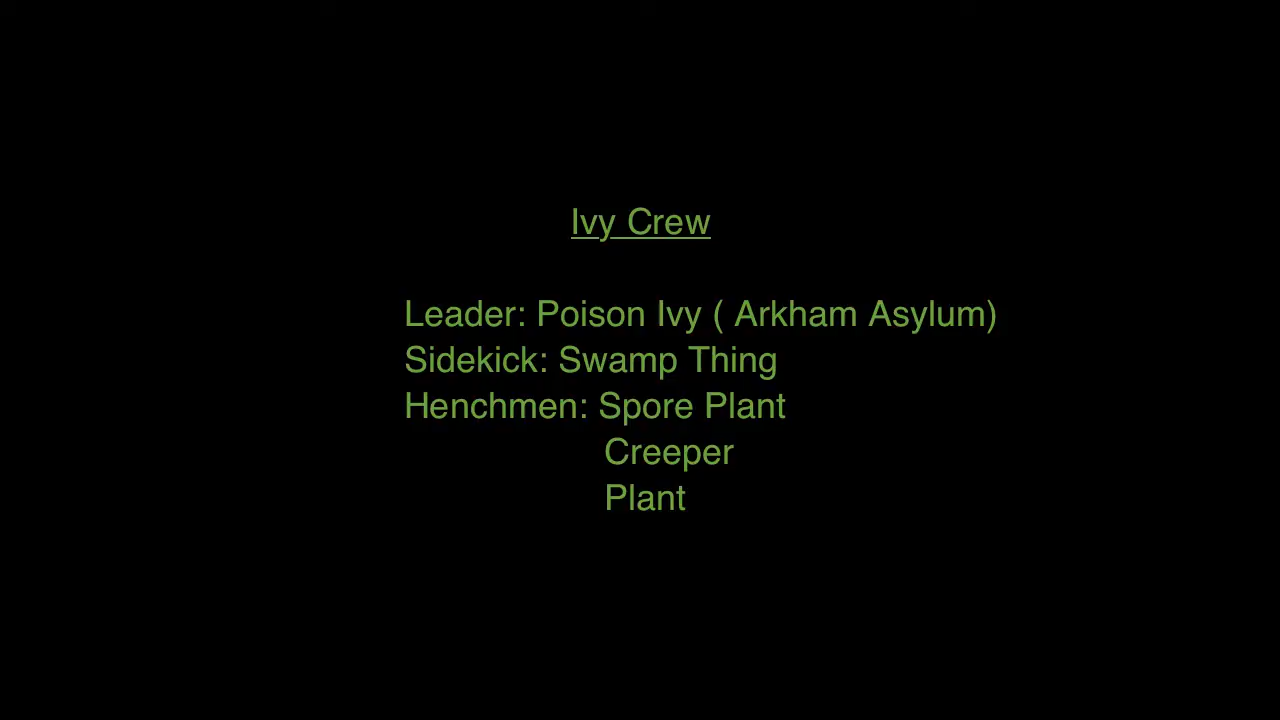 Ivy Crew
Leader: Poison Ivy ( Arkham Asylum)
Sidekick: Swamp Thing
Henchmen: Spore Plant
Creeper
Plant